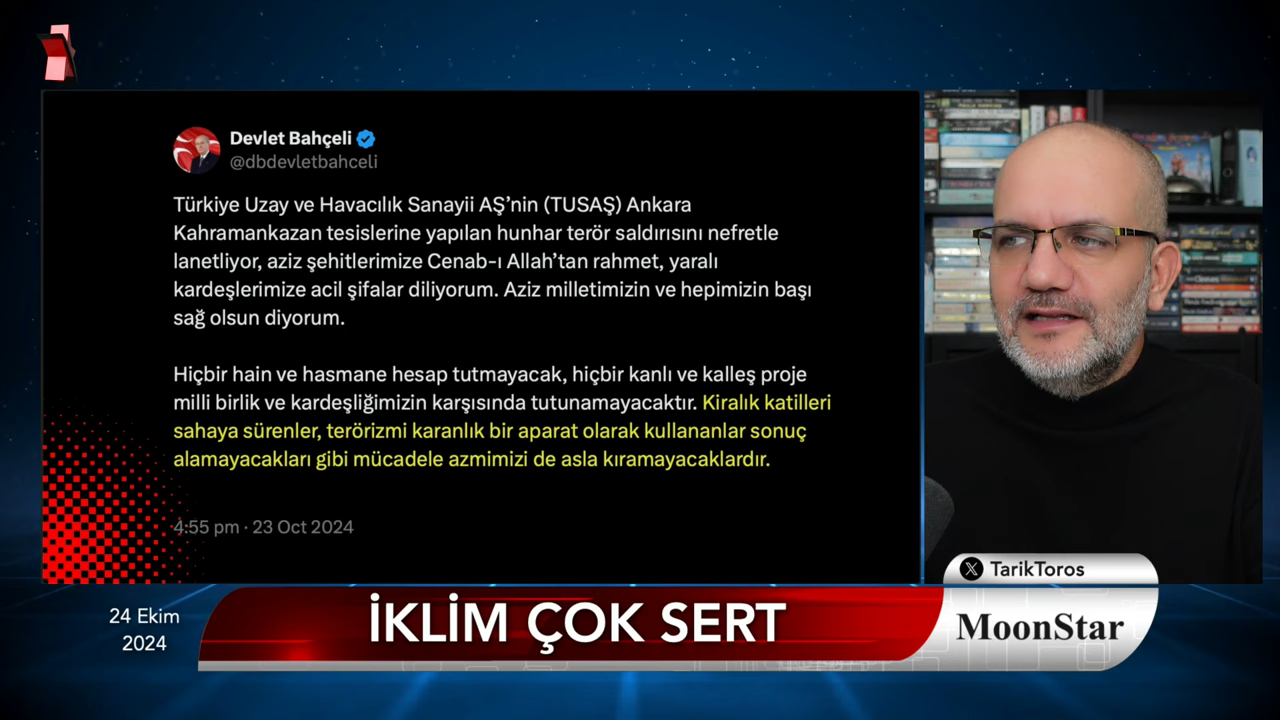 Devlet Bahçeli
@dbdevletbahceli
Türkiye Uzay ve Havacılık Sanayii AŞ’nin (TUSAŞ) Ankara
Kahramankazan tesislerine yapılan hunhar terör saldırısını nefretle
lanetliyor, aziz şehitlerimize Cenab-ı Allah’tan rahmet, yaralı
kardeşlerimize acil şifalar diliyorum. Aziz milletimizin ve hepimizin başı
sağ olsun diyorum.
Hiçbir hain ve hasmane hesap tutmayacak, hiçbir kanlı ve kalleş proje
milli birlik ve kardeşliğimizin karşısında tutunamayacaktır. Kiralık katilleri
sahaya sürenler, terörizmi karanlık bir aparat olarak kullananlar sonuç
alamayacakları gibi mücadele azmimizi de asla kıramayacaklardır.
4:55 pm · 23 Oct 2024
X TarikToros
24 Ekim
2024
İKLİM ÇOK SERT
MoonStar